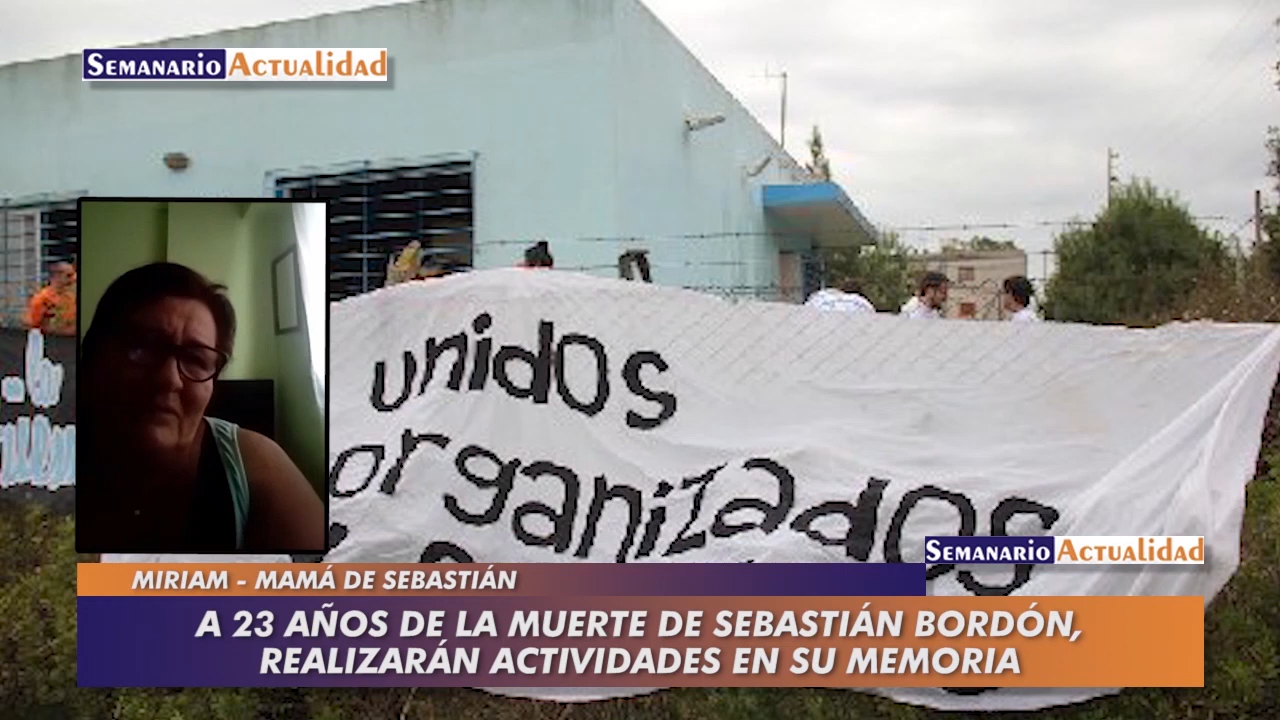 SEMANARIO ACTUALIDAD
unidos
organizados
SEMANARIO ACTUALIDAD
MIRIAM - MAMÁ DE SEBASTIÁN
A 23 AÑOS DE LA MUERTE DE SEBASTIÁN BORDÓN,
REALIZARÁN ACTIVIDADES EN SU MEMORIA